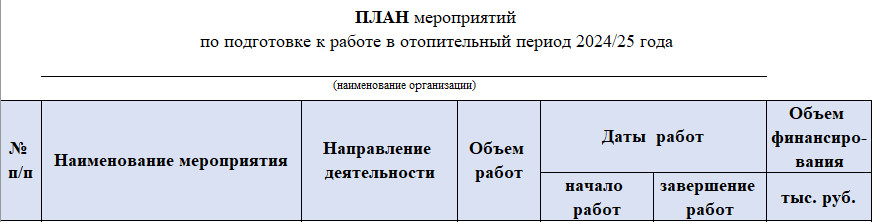 ПЛАН мероприятий
по подготовке к работе в отопительный период 2024/25 года
(наименование организации)
№ п/п
Наименование мероприятия
Направление
деятельности
Объем
работ
Даты работ
начало
работ
завершение
работ
Объем
финансиро-
вания
тыс. руб.